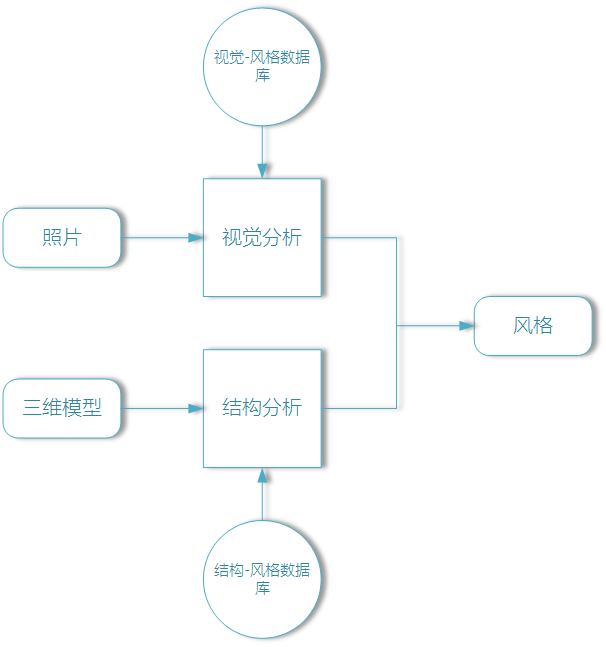 视觉-风格数据
库
照片
视觉分析
风格
三维模型
结构分析
结构-风格数据
库